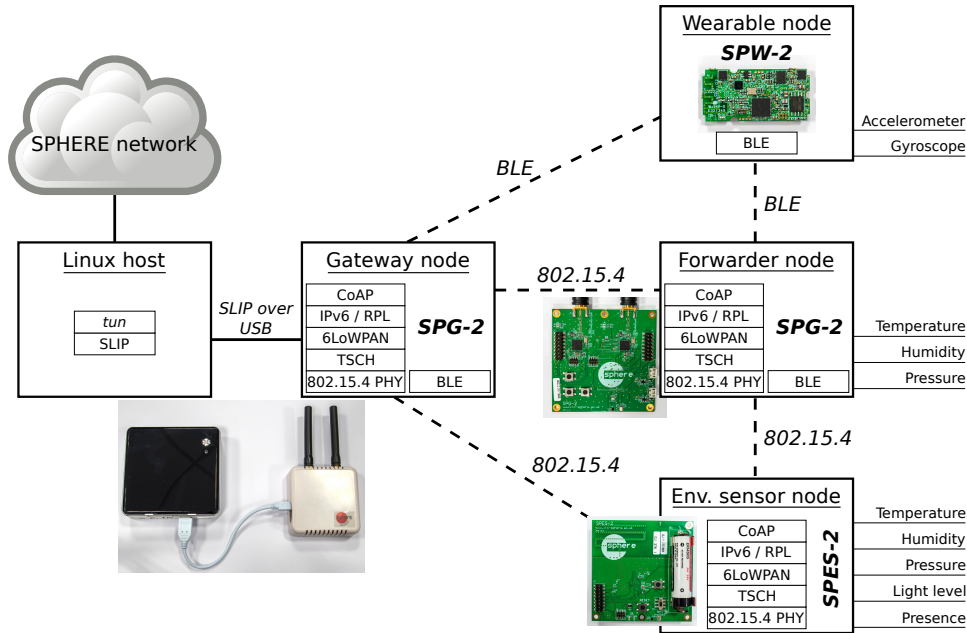 Wearable node
SPW-2
BLE
Accelerometer
Gyroscope
SPHERE network
BLE
BLE
Linux host
tun
SLIP
SLIP over
USB
Gateway node
CoAP
IPv6 / RPL
6LoWPAN
TSCH
802.15.4 PHY
SPG-2
BLE
802.15.4
sphere
Forwarder node
CoAP
IPv6 / RPL
6LoWPAN
TSCH
802.15.4 PHY
SPG-2
BLE
Temperature
Humidity
Pressure
802.15.4
802.15.4
SPES-2
sphere
Env. sensor node
CoAP
IPv6 / RPL
6LoWPAN
TSCH
802.15.4 PHY
SPES-2
Temperature
Humidity
Pressure
Light level
Presence